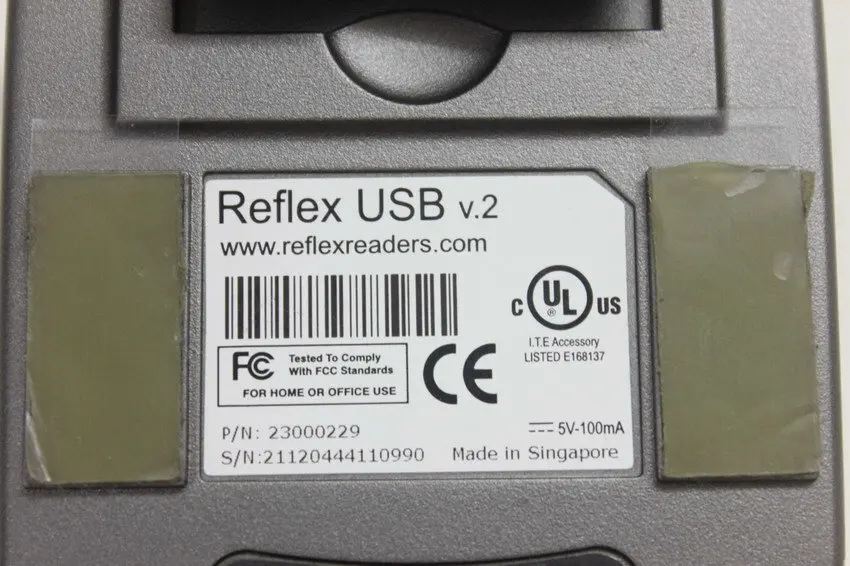 Reflex USB v.2
www.reflexreaders.com
C UL ® US
I.T.E Accessory
LISTED E168137
FC Tested To Comply
With FCC Standards
FOR HOME OR OFFICE USE
CE
P/N: 23000229
5V-100mA
S/N:21120444110990 Made in Singapore